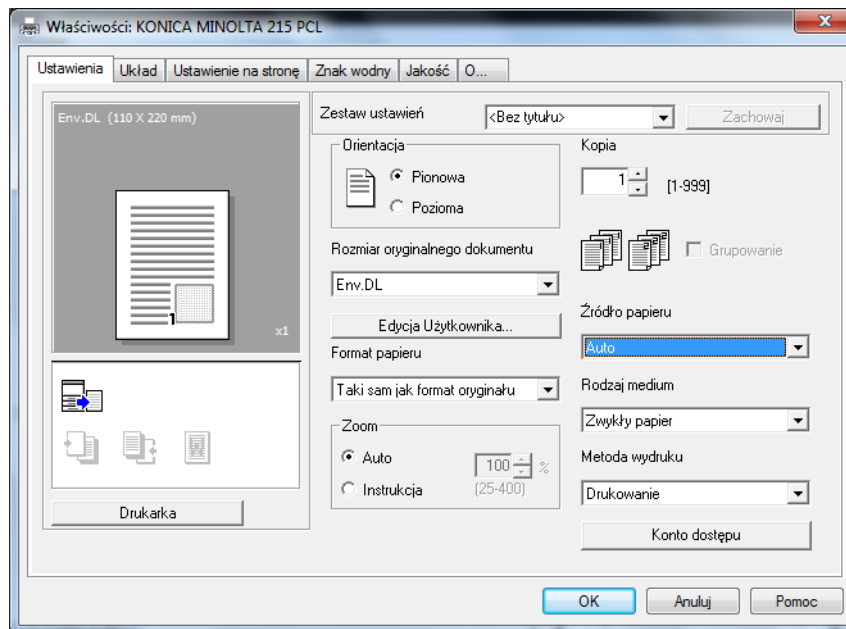 Właściwości: KONICA MINOLTA 215 PCL
Ustawienia Układ Ustawienie na stronę Znak wodny Jakość O...
Env.DL (110 X 220 mm)
1
x1
Drukarka
Zestaw ustawień <Bez tytułu> Zachowaj
Orientacja
Pionowa
Pozioma
Rozmiar oryginalnego dokumentu
Env.DL
Edycja Użytkownika...
Format papieru
Taki sam jak format oryginału
Zoom
Auto 100 %
Instrukcja (25-400)
Kopia
1 [1-999]
Grupowanie
Źródło papieru
Auto
Rodzaj medium
Zwykły papier
Metoda wydruku
Drukowanie
Konto dostępu
OK Anuluj Pomoc